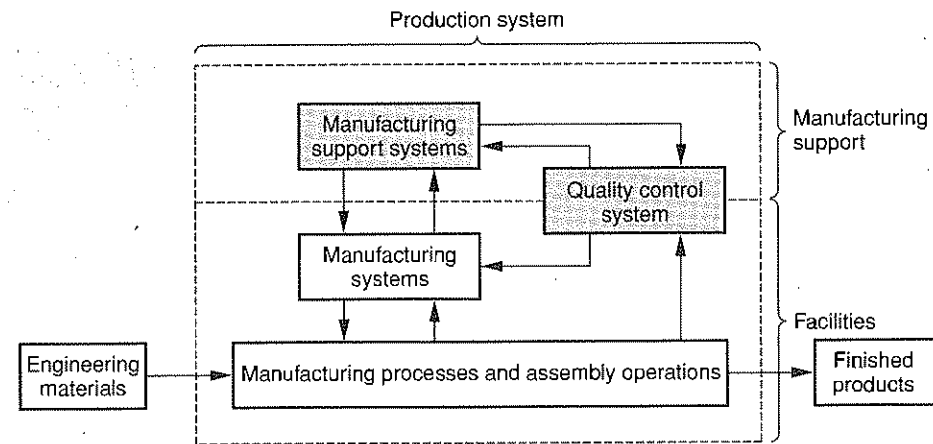 Production system
Manufacturing
support systems
Manufacturing
support
Quality control
system
Manufacturing
systems
Facilities
Engineering
materials
Manufacturing processes and assembly operations
Finished
products